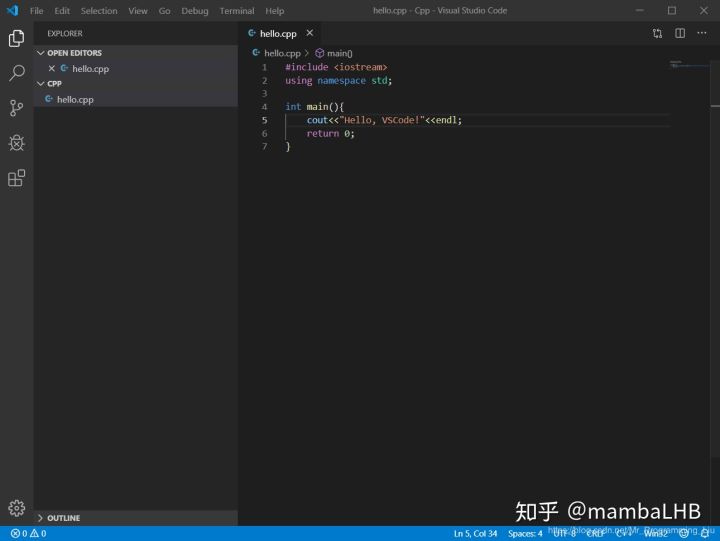 File Edit Selection View Go Debug Terminal Help hello.cpp - Cpp - Visual Studio Code
EXPLORER
OPEN EDITORS
hello.cpp
CPP
hello.cpp
OUTLINE
hello.cpp
hello.cpp > main()
1 #include <iostream>
2 using namespace std;
3
4 int main(){
5 cout<<"Hello, VSCode!"<<endl;
6 return 0;
7 }
知乎 @mambaLHB
https://blog.csdn.net/Mr_Programming_Liu
0 0 Ln 5, Col 34 Spaces: 4 UTF-8 CRLF C++ Win32